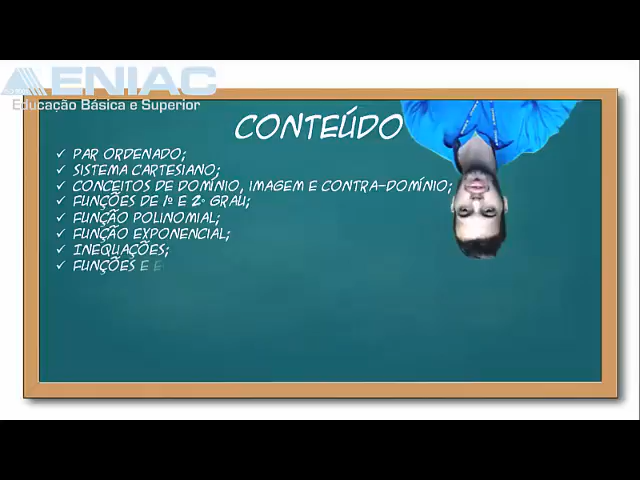 ENIAC
Educação Básica e Superior
CONTEÚDO
PAR ORDENADO;
SISTEMA CARTESIANO;
CONCEITOS DE DOMÍNIO, IMAGEM E CONTRA-DOMÍNIO;
FUNÇÕES DE 1º E 2º GRAU;
FUNÇÃO POLINOMIAL;
FUNÇÃO EXPONENCIAL;
INEQUAÇÕES;
FUNÇÕES E E